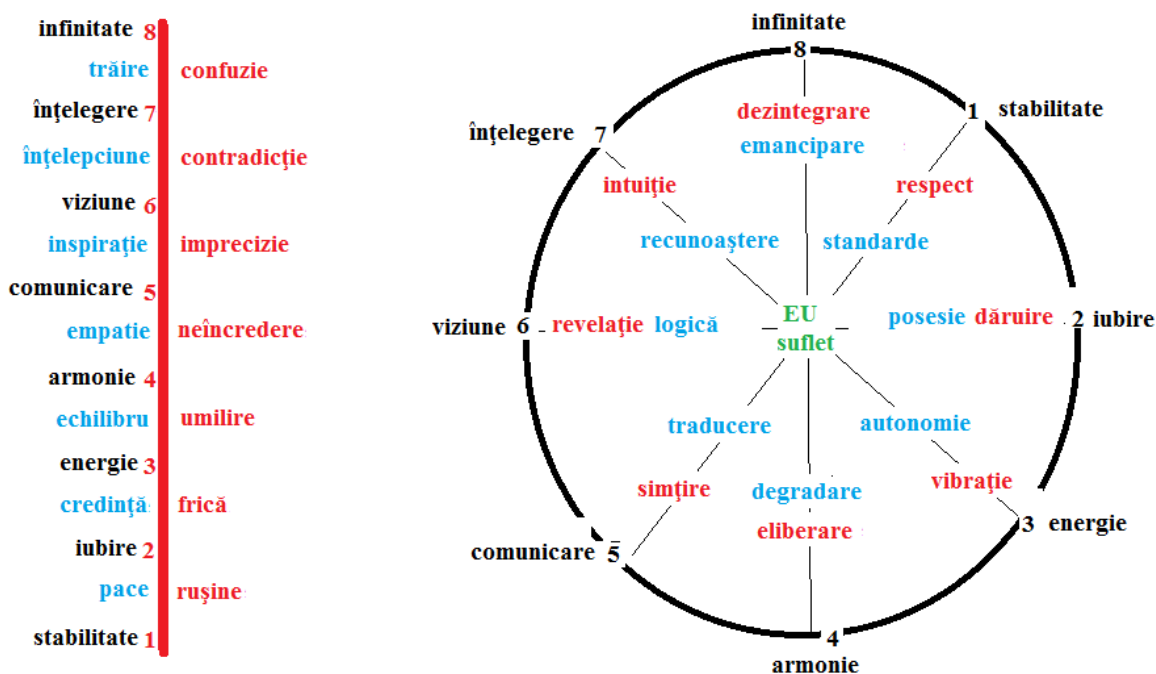 infinitate 8
trăire confuzie
înţelegere 7
înţelepciune contradicţie
viziune 6
inspiraţie imprecizie
comunicare 5
empatie neîncredere
armonie 4
echilibru umilire
energie 3
credinţă frică
iubire 2
pace ruşine
stabilitate 1
infinitate
8
dezintegrare
emancipare
1 stabilitate
respect
standarde
înţelegere 7
intuiţie
recunoaştere
viziune 6 revelaţie logică
EU
suflet
posesie dăruire 2 iubire
traducere
simţire
comunicare 5
autonomie
vibraţie
3 energie
degradare
eliberare
4
armonie